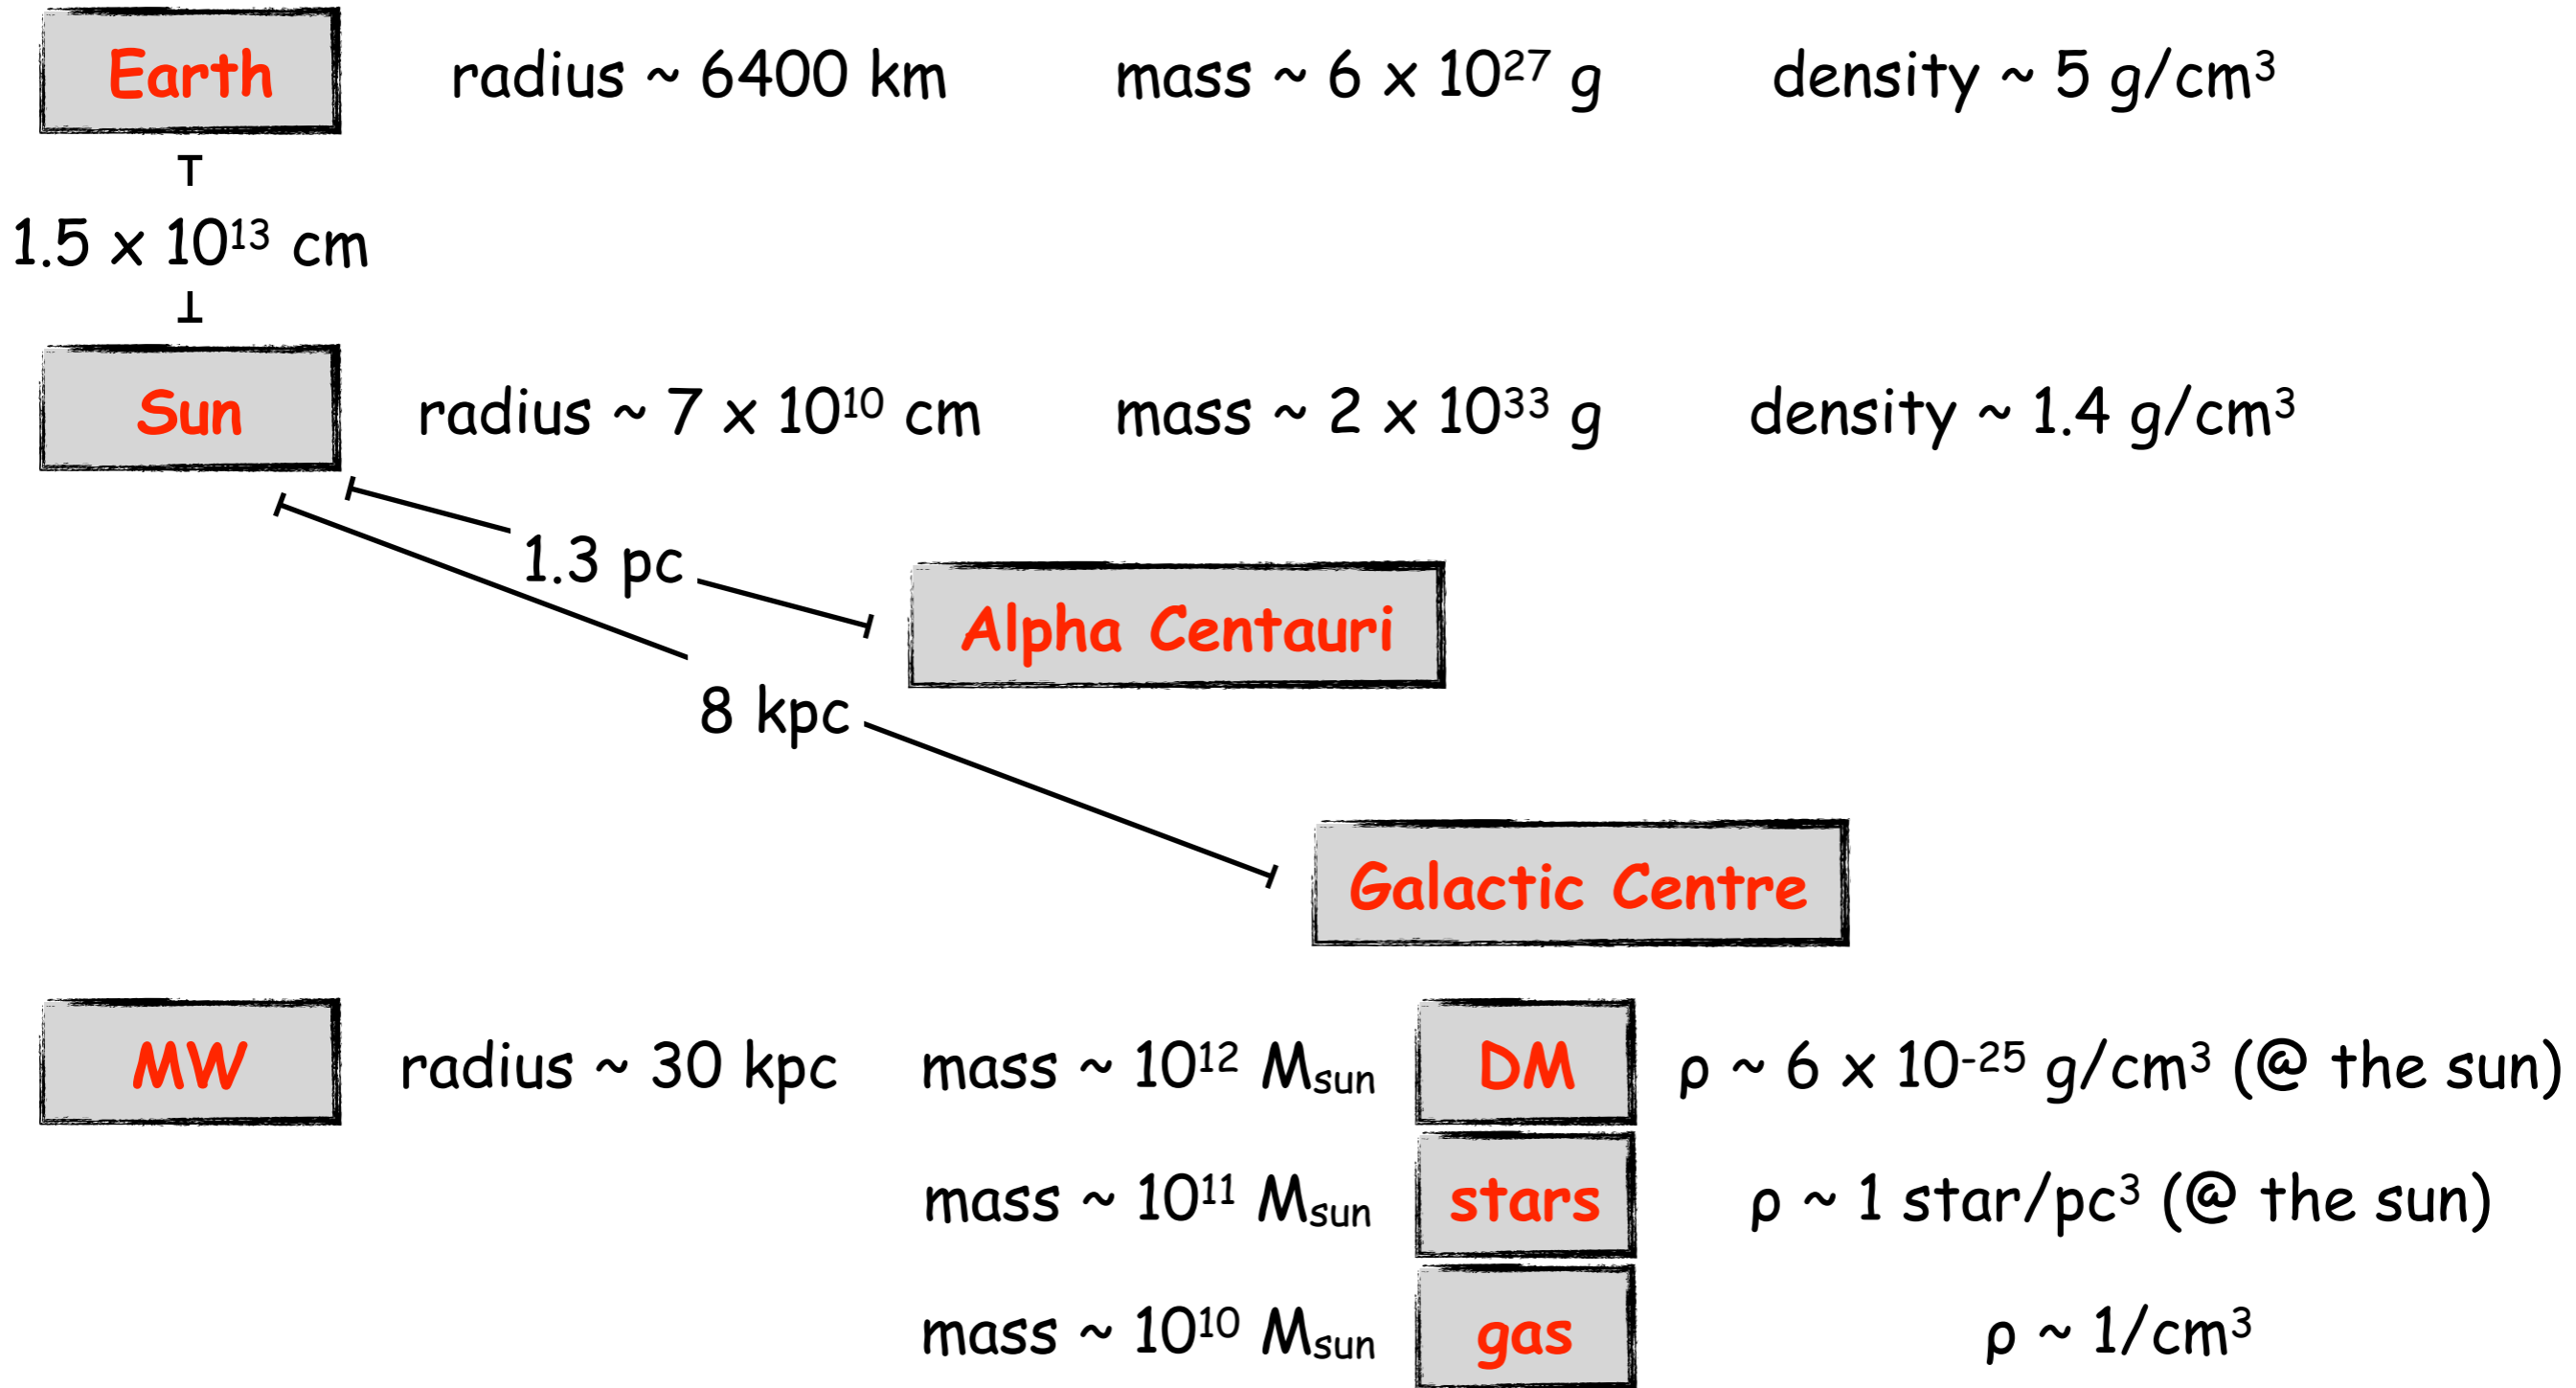 Earth radius ~ 6400 km mass ~ 6 x 10²⁷ g density ~ 5 g/cm³
1.5 x 10¹³ cm
Sun radius ~ 7 x 10¹⁰ cm mass ~ 2 x 10³³ g density ~ 1.4 g/cm³
1.3 pc
Alpha Centauri
8 kpc
Galactic Centre
MW radius ~ 30 kpc mass ~ 10¹² Msun DM ρ ~ 6 x 10⁻²⁵ g/cm³ (@ the sun)
mass ~ 10¹¹ Msun stars ρ ~ 1 star/pc³ (@ the sun)
mass ~ 10¹⁰ Msun gas ρ ~ 1/cm³